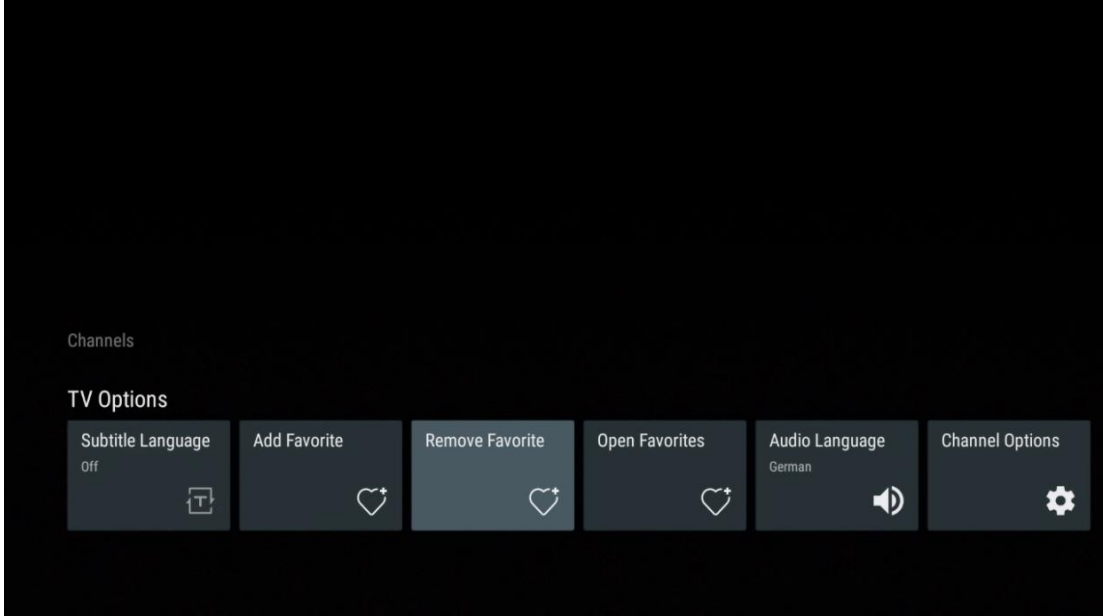 Channels
TV Options
Subtitle Language
Off
Add Favorite
Remove Favorite
Open Favorites
Audio Language
German
Channel Options